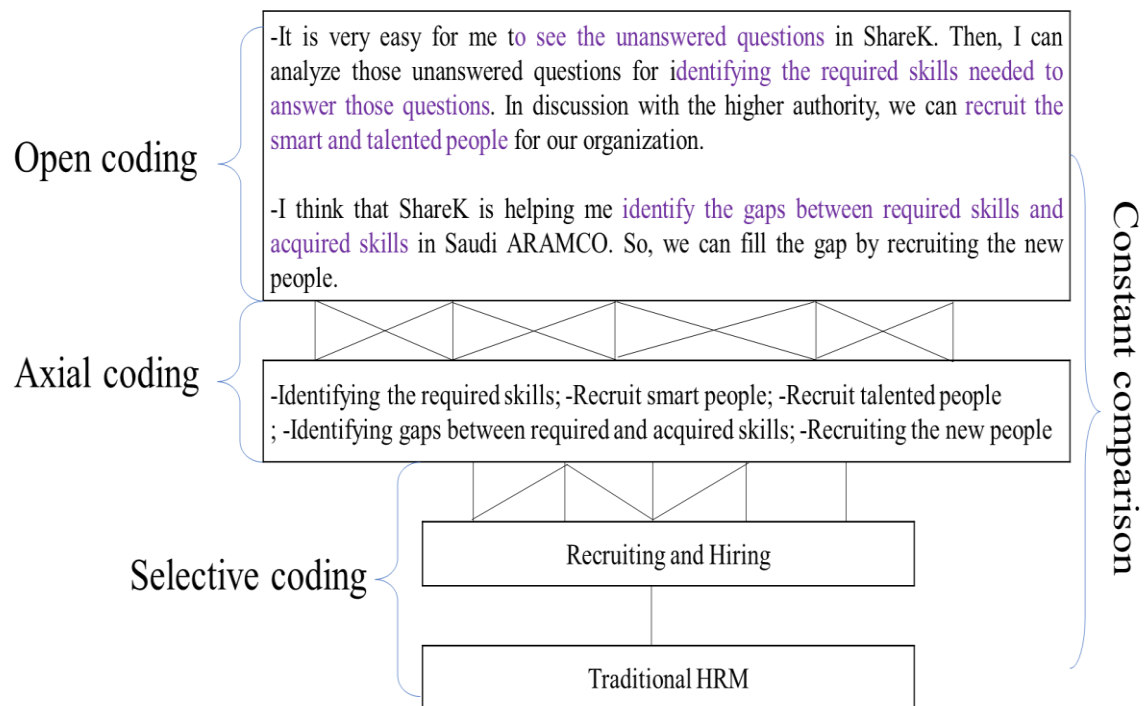 -It is very easy for me to see the unanswered questions in ShareK. Then, I can
analyze those unanswered questions for identifying the required skills needed to
answer those questions. In discussion with the higher authority, we can recruit the
smart and talented people for our organization.
Open coding
-I think that ShareK is helping me identify the gaps between required skills and
acquired skills in Saudi ARAMCO. So, we can fill the gap by recruiting the new
people.
Constant comparison
Axial coding
-Identifying the required skills; -Recruit smart people; -Recruit talented people
; -Identifying gaps between required and acquired skills; -Recruiting the new people
Selective coding
Recruiting and Hiring
Traditional HRM